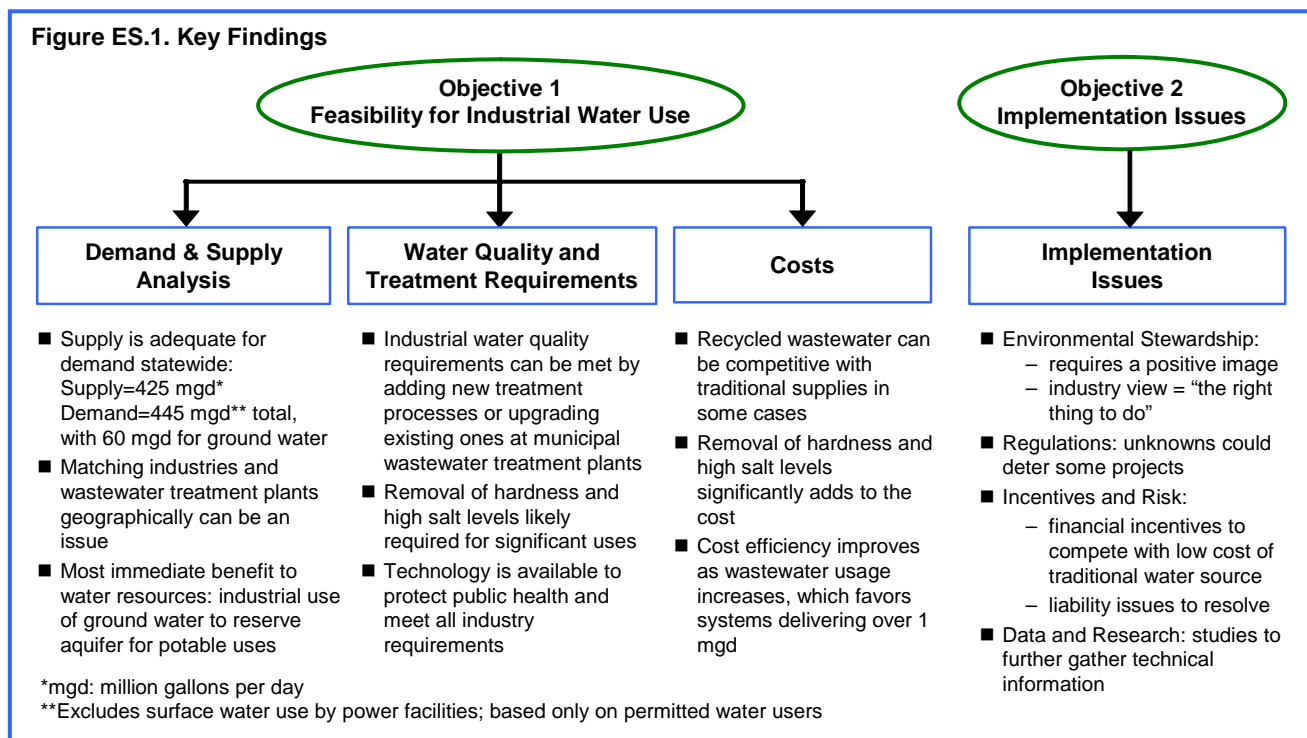 Figure ES.1. Key Findings
Objective 1
Feasibility for Industrial Water Use
Objective 2
Implementation Issues
Demand & Supply
Analysis
■ Supply is adequate for
demand statewide:
Supply=425 mgd*
Demand=445 mgd** total,
with 60 mgd for ground water
■ Matching industries and
wastewater treatment plants
geographically can be an
issue
■ Most immediate benefit to
water resources: industrial use
of ground water to reserve
aquifer for potable uses
Water Quality and
Treatment Requirements
■ Industrial water quality
requirements can be met by
adding new treatment
processes or upgrading
existing ones at municipal
wastewater treatment plants
■ Removal of hardness and
high salt levels likely
required for significant uses
■ Technology is available to
protect public health and
meet all industry
requirements
Costs
■ Recycled wastewater can
be competitive with
traditional supplies in
some cases
■ Removal of hardness and
high salt levels
significantly adds to the
cost
■ Cost efficiency improves
as wastewater usage
increases, which favors
systems delivering over 1
mgd
Implementation
Issues
■ Environmental Stewardship:
– requires a positive image
– industry view = “the right
thing to do”
■ Regulations: unknowns could
deter some projects
■ Incentives and Risk:
– financial incentives to
compete with low cost of
traditional water source
– liability issues to resolve
■ Data and Research: studies to
further gather technical
information
*mgd: million gallons per day
**Excludes surface water use by power facilities; based only on permitted water users